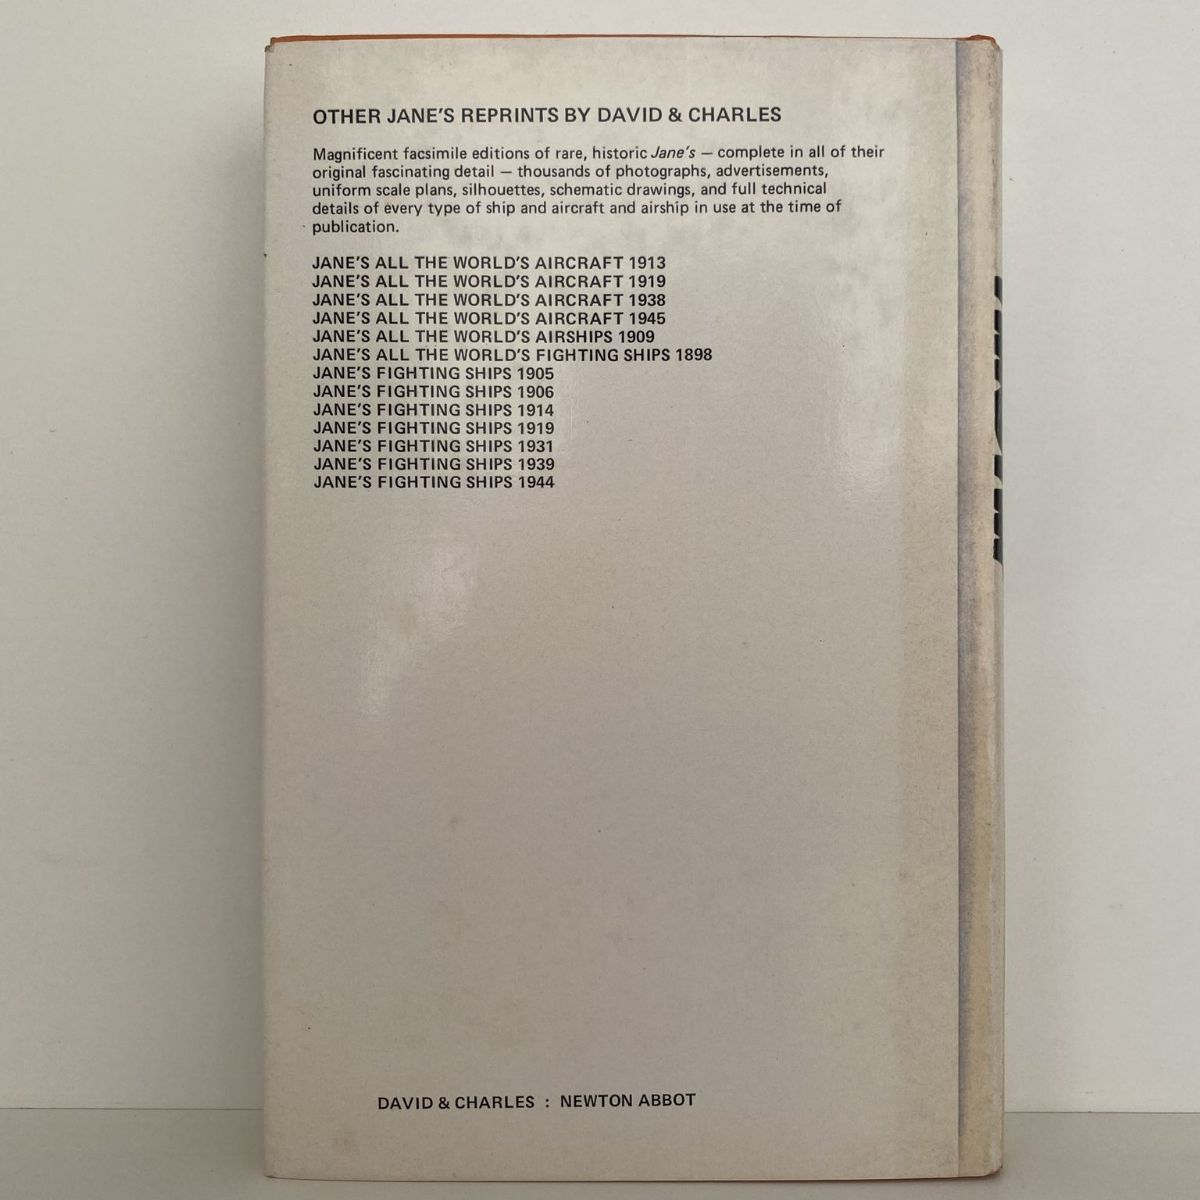 OTHER JANE'S REPRINTS BY DAVID & CHARLES
Magnificent facsimile editions of rare, historic Jane's — complete in all of their
original fascinating detail — thousands of photographs, advertisements,
uniform scale plans, silhouettes, schematic drawings, and full technical
details of every type of ship and aircraft and airship in use at the time of
publication.
JANE'S ALL THE WORLD'S AIRCRAFT 1913
JANE'S ALL THE WORLD'S AIRCRAFT 1919
JANE'S ALL THE WORLD'S AIRCRAFT 1938
JANE'S ALL THE WORLD'S AIRCRAFT 1945
JANE'S ALL THE WORLD'S AIRSHIPS 1909
JANE'S ALL THE WORLD'S FIGHTING SHIPS 1898
JANE'S FIGHTING SHIPS 1905
JANE'S FIGHTING SHIPS 1906
JANE'S FIGHTING SHIPS 1914
JANE'S FIGHTING SHIPS 1919
JANE'S FIGHTING SHIPS 1931
JANE'S FIGHTING SHIPS 1939
JANE'S FIGHTING SHIPS 1944
DAVID & CHARLES : NEWTON ABBOT